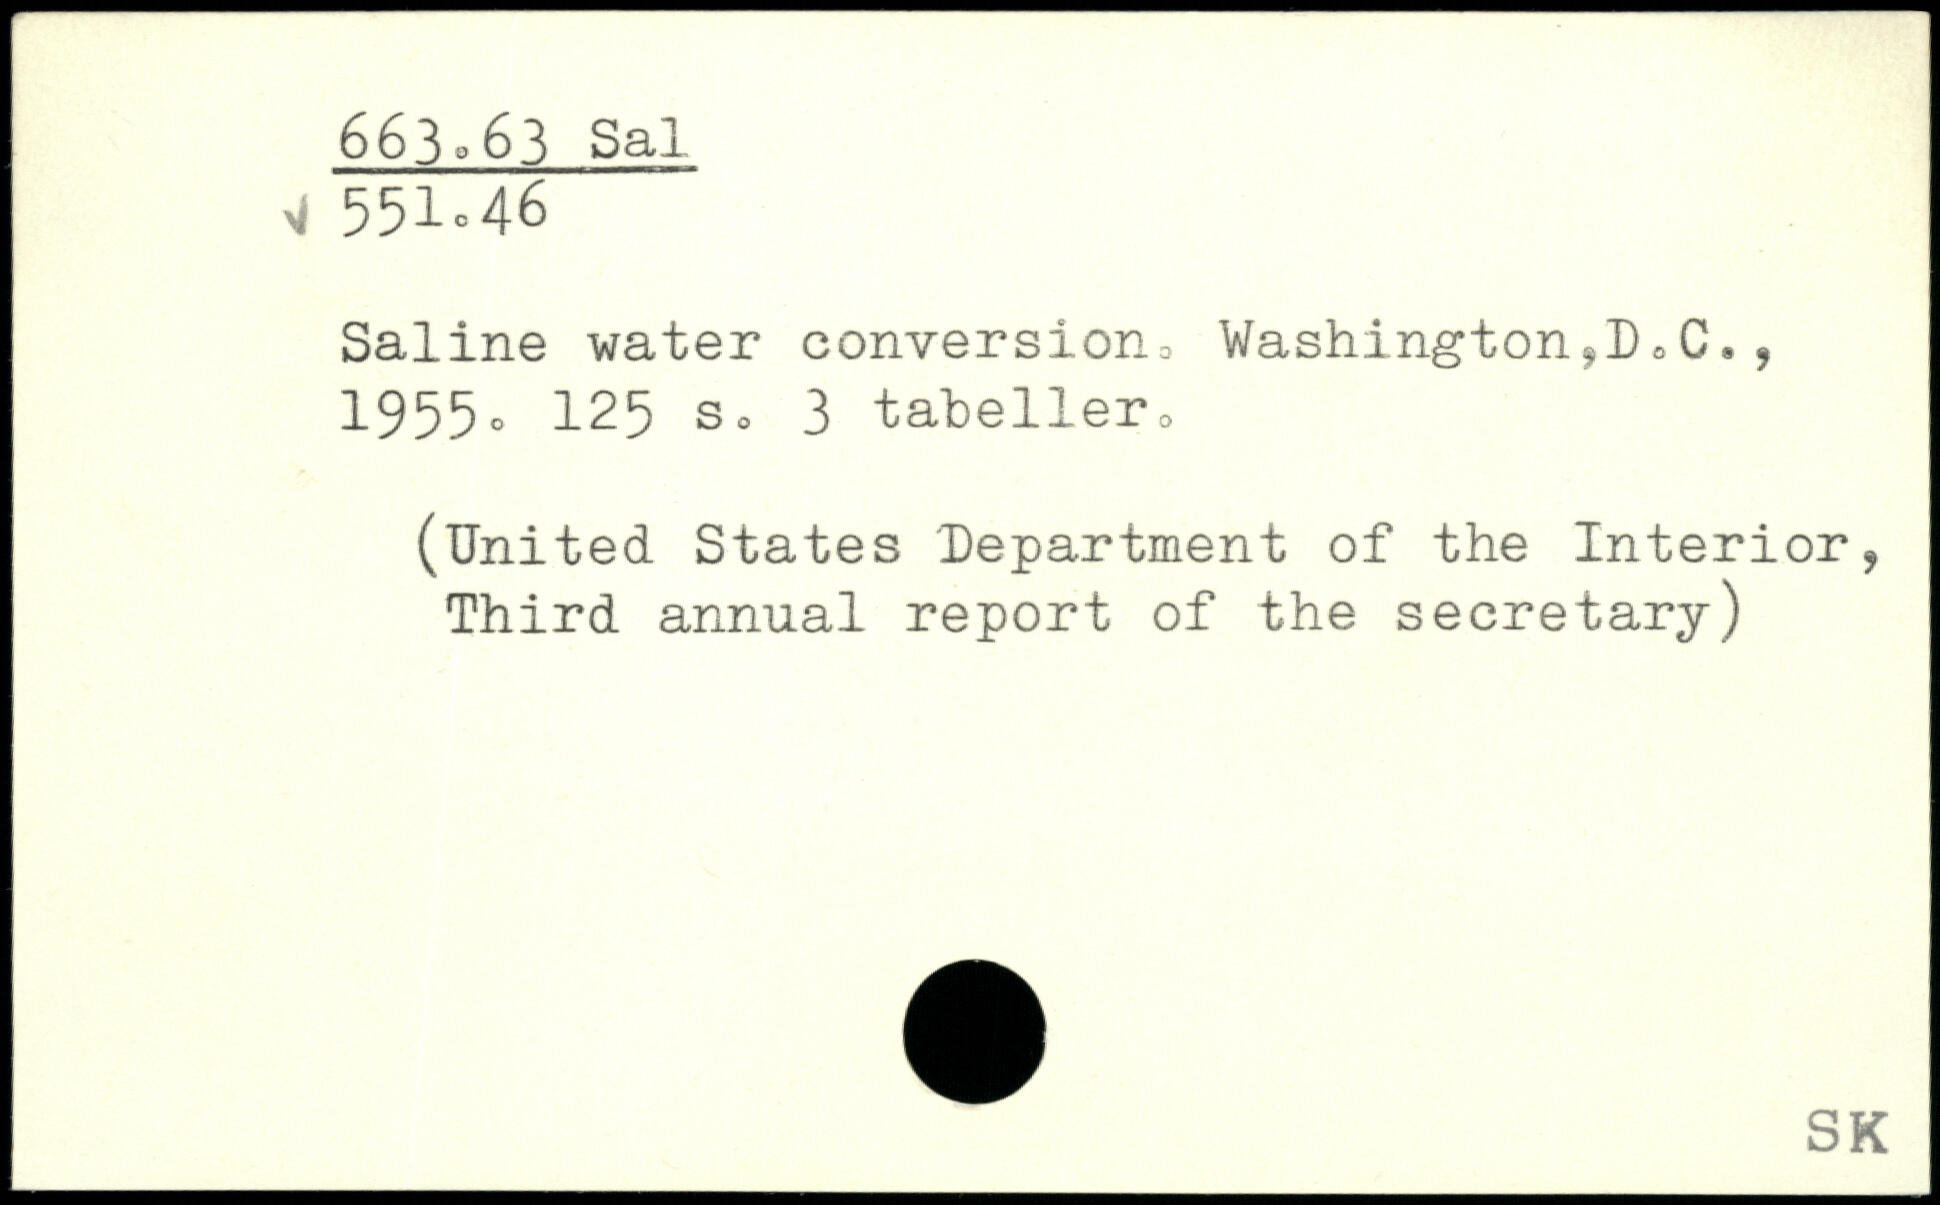 663.63 Sal
551.46
Saline water conversion. Washington,D.C.,
1955. 125 s. 3 tabeller.
(United States Department of the Interior,
Third annual report of the secretary)
SK